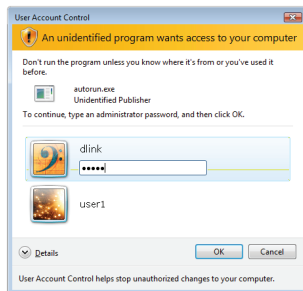 User Account Control
An unidentified program wants access to your computer
Don't run the program unless you know where it's from or you've used it
before.
autorun.exe
Unidentified Publisher
To continue, type an administrator password, and then click OK.
dlink
•••••
user1
Details
OK Cancel
User Account Control helps stop unauthorized changes to your computer.